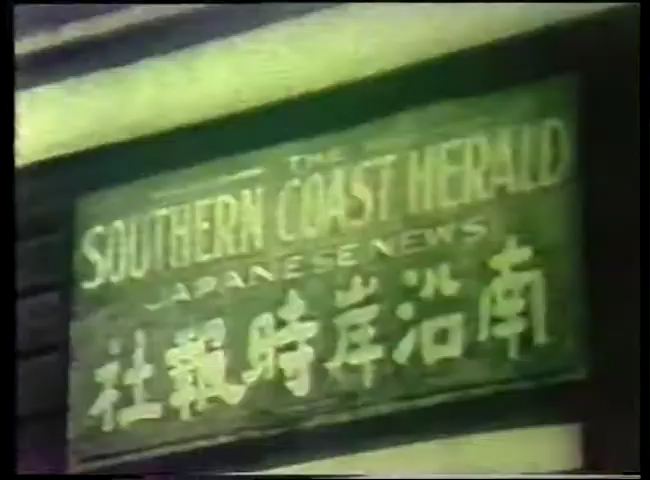 THE
SOUTHERN COAST HERALD
JAPANESE NEWS
社報時岸沿南